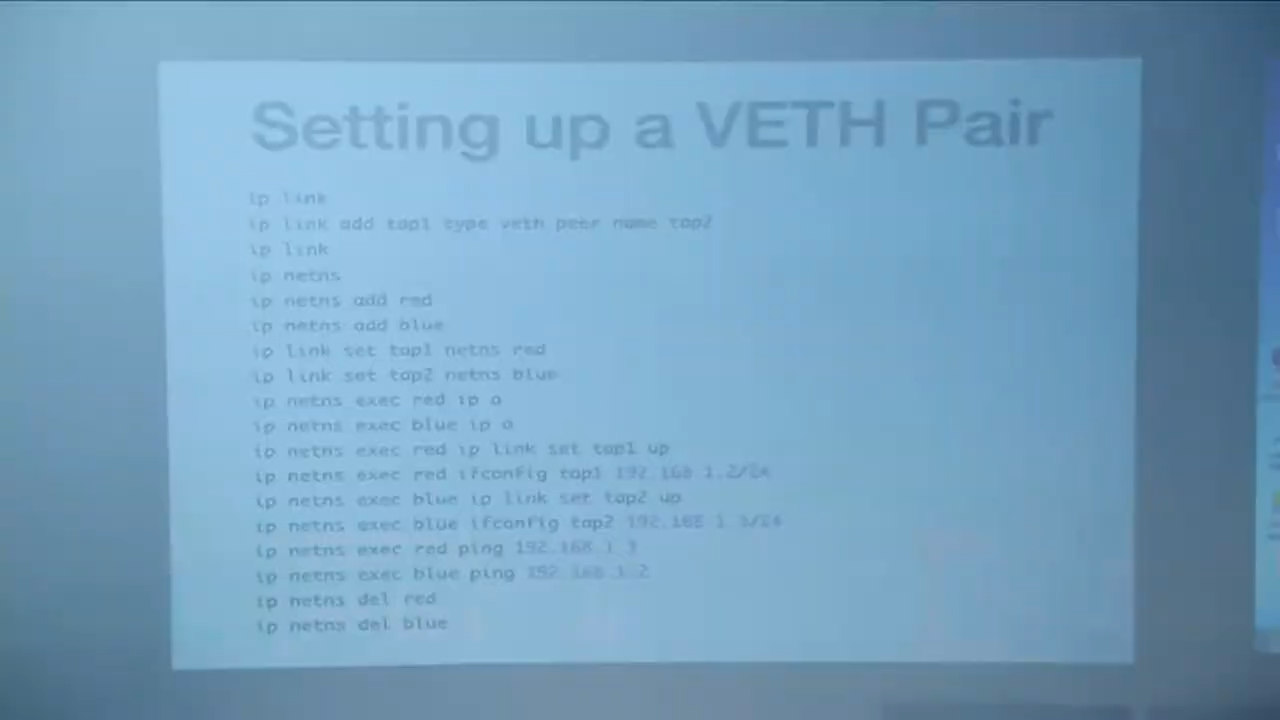 Setting up a VETH Pair
ip link
ip link add tap1 type veth peer name tap2
ip link
ip netns
ip netns add red
ip netns add blue
ip link set tap1 netns red
ip link set tap2 netns blue
ip netns exec red ip a
ip netns exec blue ip a
ip netns exec red ip link set tap1 up
ip netns exec red ifconfig tap1 192.168.1.2/24
ip netns exec blue ip link set tap2 up
ip netns exec blue ifconfig tap2 192.168.1.3/24
ip netns exec red ping 192.168.1.3
ip netns exec blue ping 192.168.1.2
ip netns del red
ip netns del blue